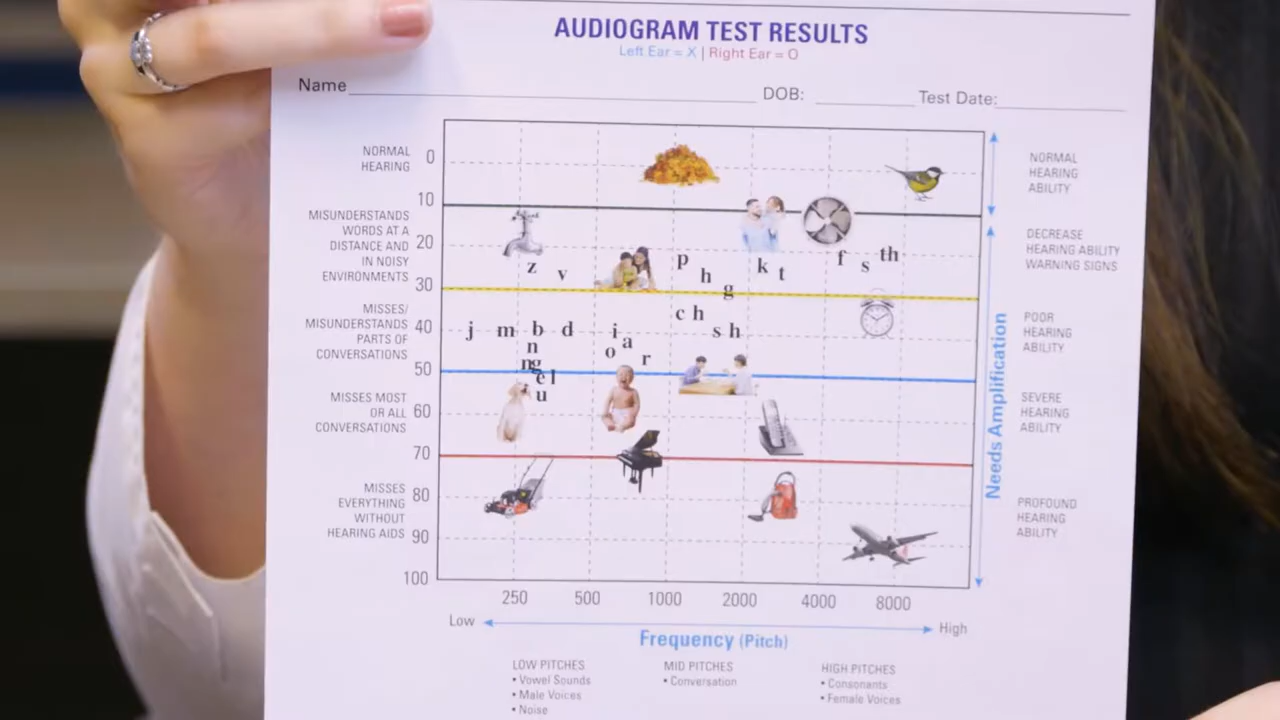 AUDIOGRAM TEST RESULTS
Left Ear = X | Right Ear = O
Name DOB: Test Date:
NORMAL
HEARING
0
10
MISUNDERSTANDS
WORDS AT A
DISTANCE AND
IN NOISY
ENVIRONMENTS
20
30
MISSES/
MISUNDERSTANDS
PARTS OF
CONVERSATIONS
40
50
MISSES MOST
OR ALL
CONVERSATIONS
60
70
MISSES
EVERYTHING
WITHOUT
HEARING AIDS
80
90
100
z v p h g k t f s th
j m b d n ng e l u i a o r c h s h
NORMAL
HEARING
ABILITY
DECREASE
HEARING ABILITY
WARNING SIGNS
POOR
HEARING
ABILITY
SEVERE
HEARING
ABILITY
PROFOUND
HEARING
ABILITY
Needs Amplification
250 500 1000 2000 4000 8000
Low High
Frequency (Pitch)
LOW PITCHES
• Vowel Sounds
• Male Voices
• Noise
MID PITCHES
• Conversation
HIGH PITCHES
• Consonants
• Female Voices